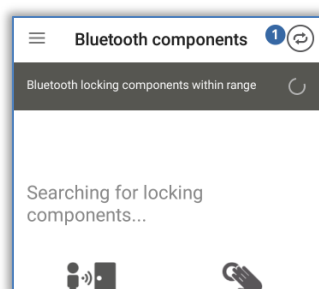 Bluetooth components 1
Bluetooth locking components within range
Searching for locking
components...